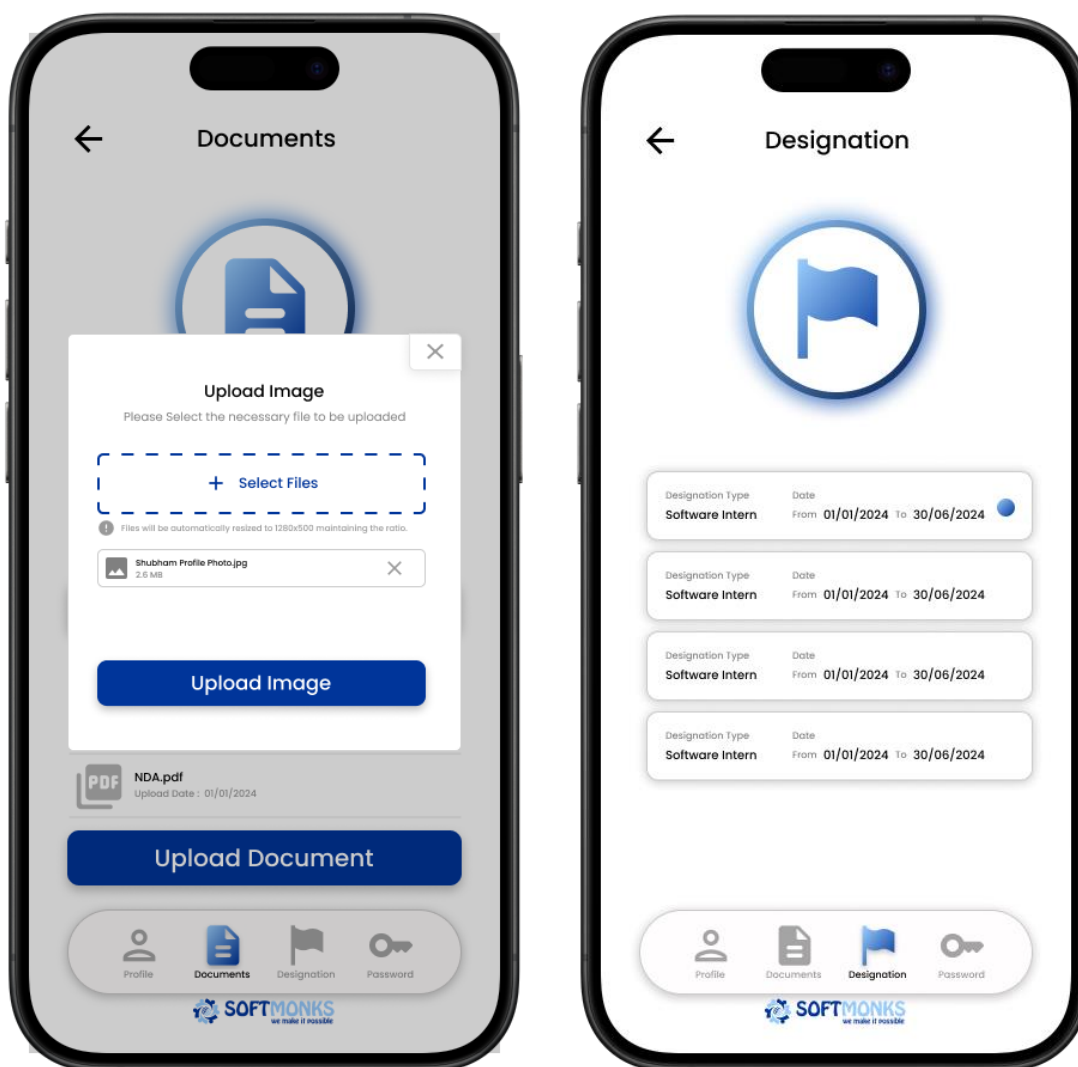 Documents
Upload Image
Please Select the necessary file to be uploaded
+ Select Files
Files will be automatically resized to 1280x500 maintaining the ratio.
Shubham Profile Photo.jpg
2.6 MB
Upload Image
PDF
NDA.pdf
Upload Date : 01/01/2024
Upload Document
Profile Documents Designation Password
SOFTMONKS
we make it possible
Designation
Designation Type Date
Software Intern From 01/01/2024 To 30/06/2024
Designation Type Date
Software Intern From 01/01/2024 To 30/06/2024
Designation Type Date
Software Intern From 01/01/2024 To 30/06/2024
Designation Type Date
Software Intern From 01/01/2024 To 30/06/2024
Profile Documents Designation Password
SOFTMONKS
we make it possible